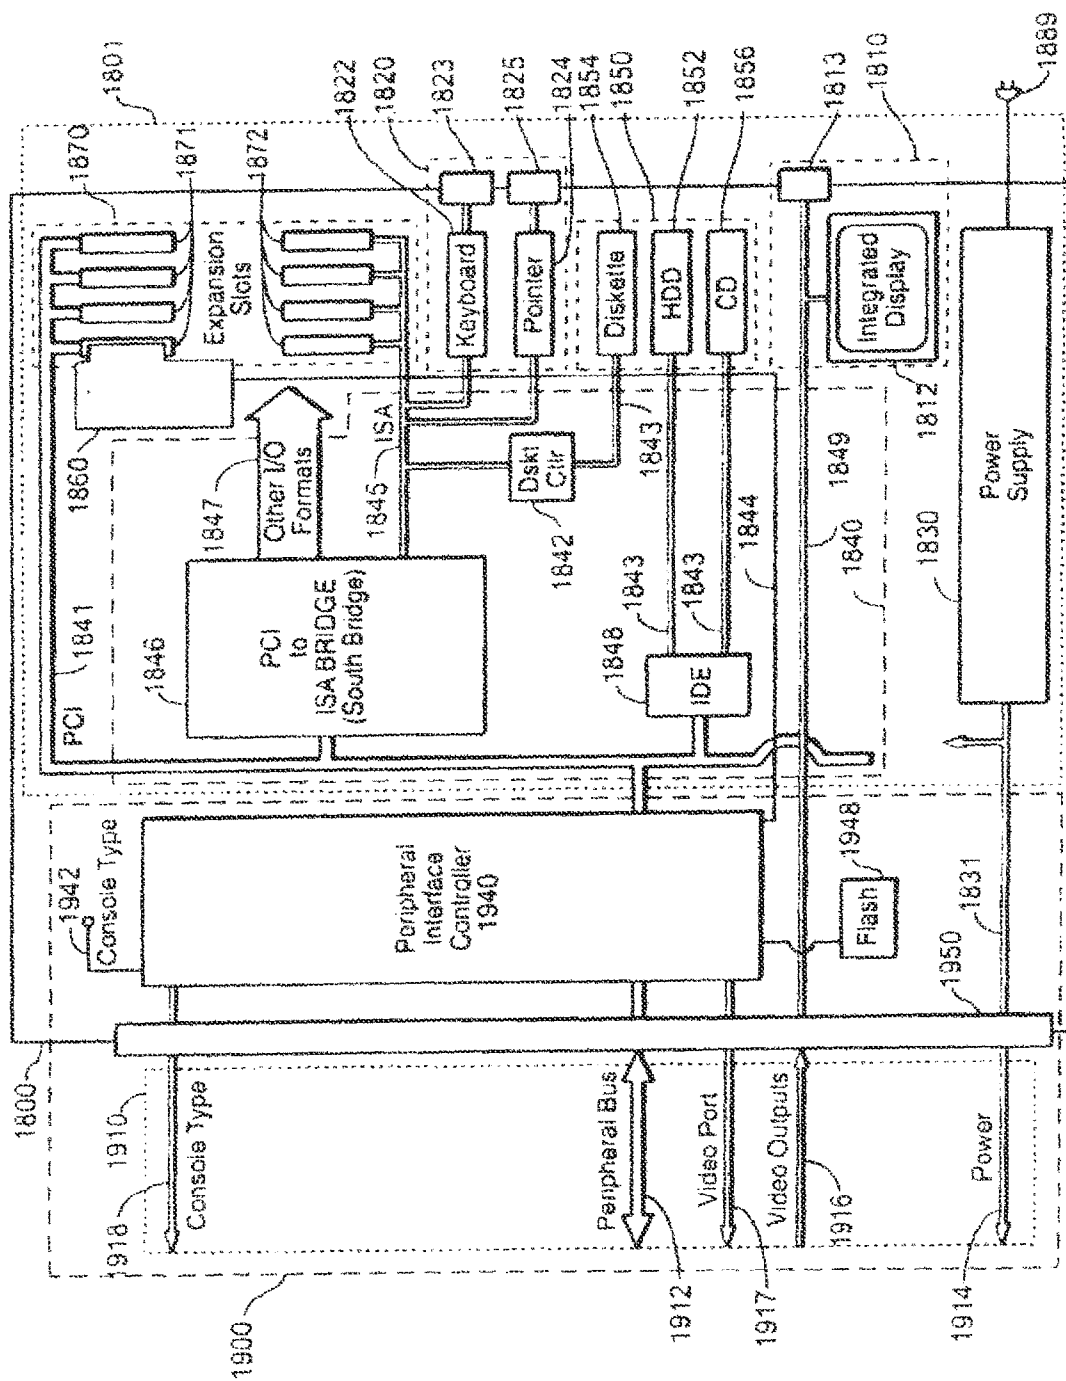 1801
1870
1871
1872
1822
1820
1823
1825
1824
1854
1850
1852
1856
1813
1810
1889
Expansion
Slots
Keyboard
Pointer
Diskette
HDD
CD
Integrated
Display
1812
1860
1847
Other I/O
Formats
1845
ISA
Dskt
Ctlr
1842
1843
1844
1849
1840
1830
Power
Supply
PCI
1841
1846
PCI
to
ISA BRIDGE
(South Bridge)
1848
1843
1843
IDE
1942
Console Type
Peripheral
Interface
Controller
1940
1948
Flash
1831
1950
1800
1910
1918
Console Type
Peripheral Bus
1912
Video Port
1917
Video Outputs
1916
Power
1914
1900